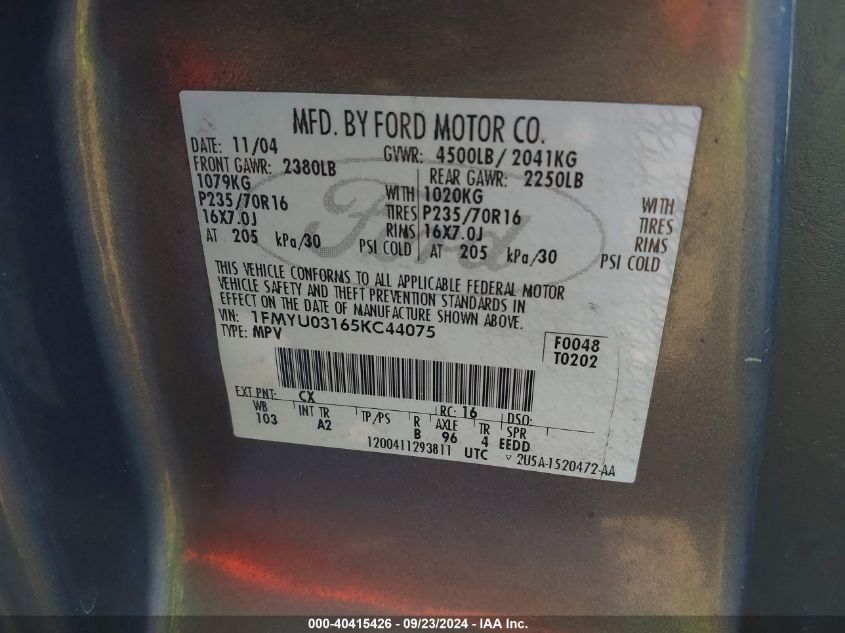 MFD. BY FORD MOTOR CO.
DATE: 11/04 GVWR: 4500LB/ 2041KG
FRONT GAWR: 2380LB REAR GAWR: 2250LB
1079KG WITH 1020KG WITH
P235/70R16 TIRES P235/70R16 TIRES
16X7.0J RIMS 16X7.0J RIMS
AT 205 kPa/30 PSI COLD AT 205 kPa/30 PSI COLD
Ford
THIS VEHICLE CONFORMS TO ALL APPLICABLE FEDERAL MOTOR
VEHICLE SAFETY AND THEFT PREVENTION STANDARDS IN
EFFECT ON THE DATE OF MANUFACTURE SHOWN ABOVE.
VIN: 1FMYU03165KC44075
TYPE: MPV
F0048
T0202
EXT PNT: CX RC: 16 DSO:
WB INT TR TP/PS R AXLE TR SPR
103 A2 B 96 4 EEDD
1200411293811 UTC ▽ 2U5A-1520472-AA
000-40415426 - 09/23/2024 - IAAI.com.